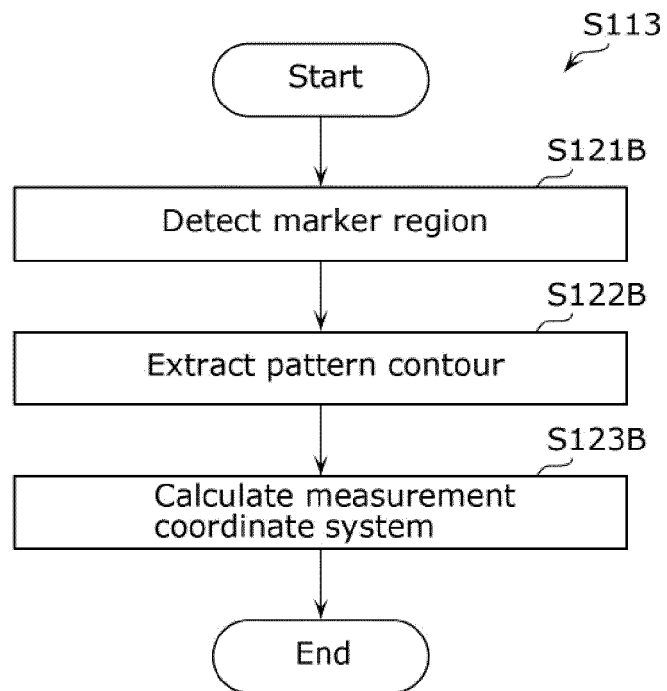 S113
Start
S121B
Detect marker region
S122B
Extract pattern contour
S123B
Calculate measurement
coordinate system
End